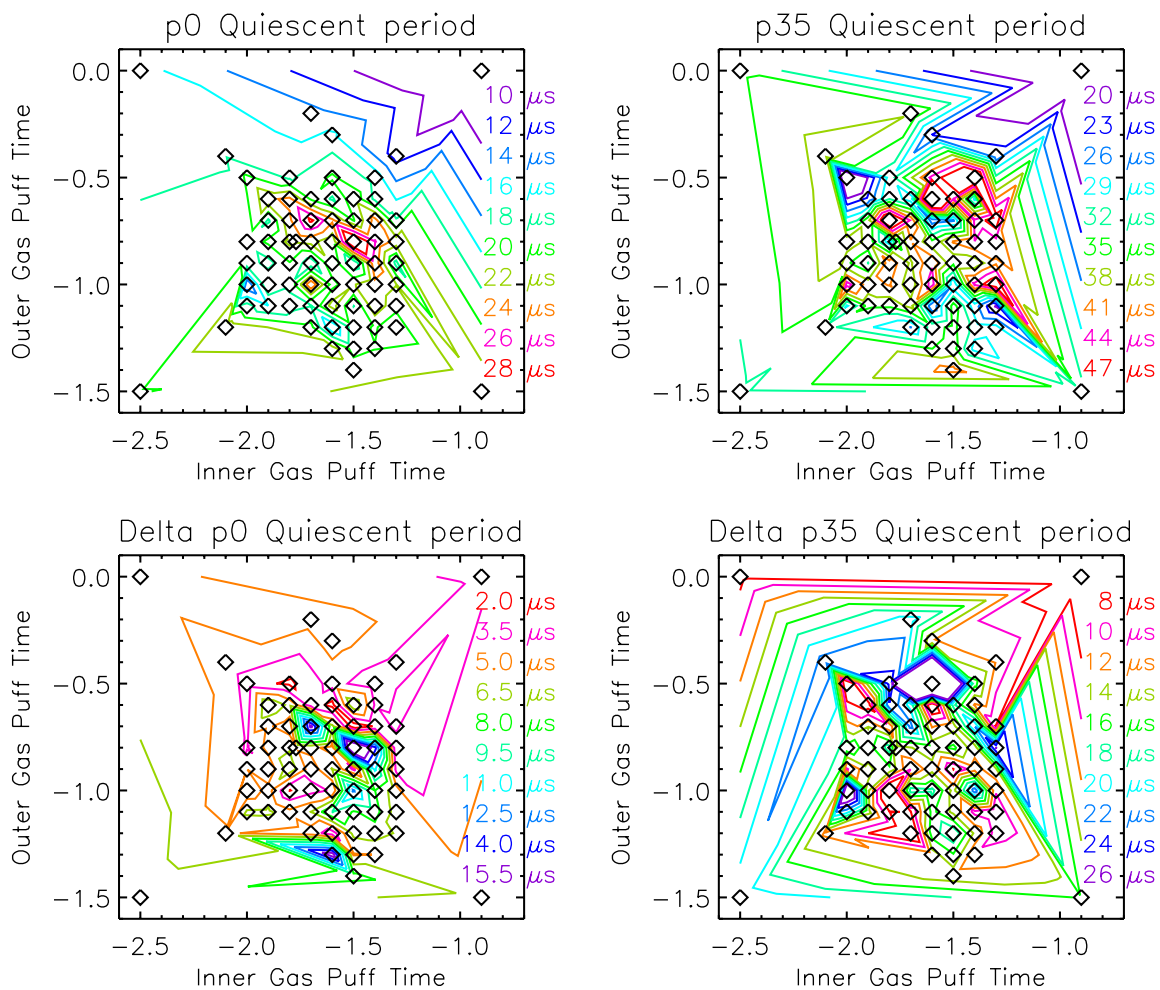 p0 Quiescent period
0.0
-0.5
-1.0
-1.5
Outer Gas Puff Time
10 μs
12 μs
14 μs
16 μs
18 μs
20 μs
22 μs
24 μs
26 μs
28 μs
-2.5 -2.0 -1.5 -1.0
Inner Gas Puff Time
p35 Quiescent period
0.0
-0.5
-1.0
-1.5
Outer Gas Puff Time
20 μs
23 μs
26 μs
29 μs
32 μs
35 μs
38 μs
41 μs
44 μs
47 μs
-2.5 -2.0 -1.5 -1.0
Inner Gas Puff Time
Delta p0 Quiescent period
0.0
-0.5
-1.0
-1.5
Outer Gas Puff Time
2.0 μs
3.5 μs
5.0 μs
6.5 μs
8.0 μs
9.5 μs
11.0 μs
12.5 μs
14.0 μs
15.5 μs
-2.5 -2.0 -1.5 -1.0
Inner Gas Puff Time
Delta p35 Quiescent period
0.0
-0.5
-1.0
-1.5
Outer Gas Puff Time
8 μs
10 μs
12 μs
14 μs
16 μs
18 μs
20 μs
22 μs
24 μs
26 μs
-2.5 -2.0 -1.5 -1.0
Inner Gas Puff Time